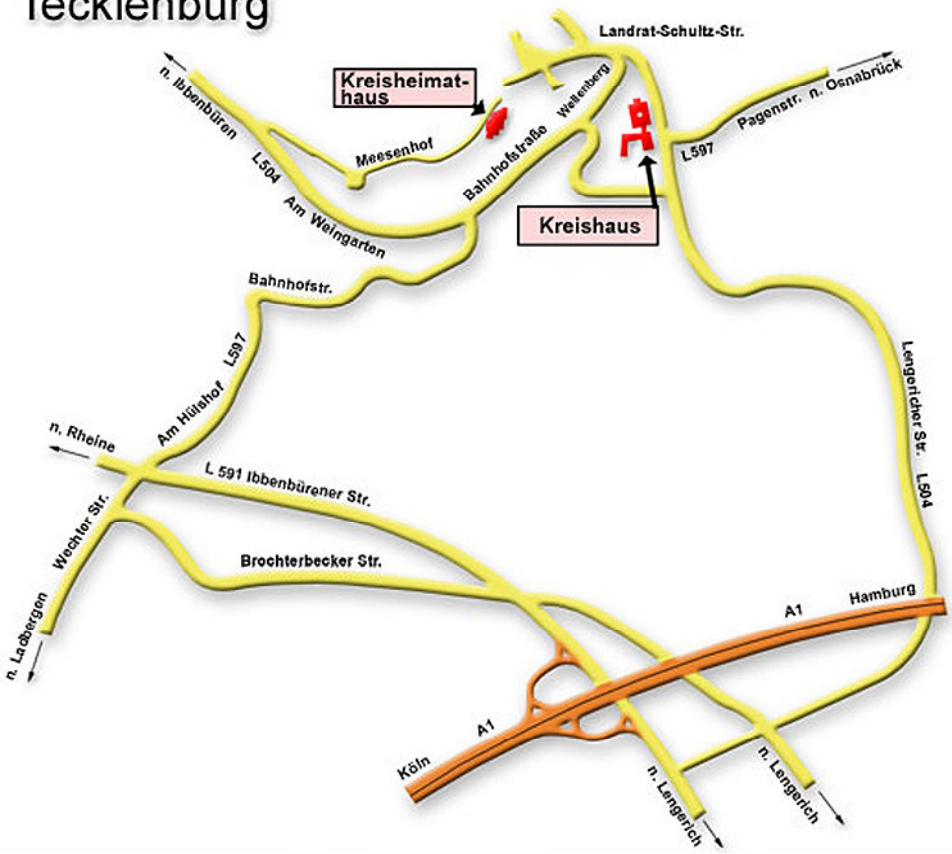 Tecklenburg
Landrat-Schultz-Str.
Kreisheimat-
haus
n. Ibbenbüren
Wellenberg
Pagenstr. n. Osnabrück
L597
Meesenhof
Bahnhofstraße
L504
Am Weingarten
Kreishaus
Bahnhofstr.
L597
Am Hülshof
Lengericher Str.
L504
n. Rheine
L 591 Ibbenbürener Str.
Wechter Str.
Brochterbecker Str.
n. Ladbergen
A1
Hamburg
A1
Köln
n. Lengerich
n. Lengerich